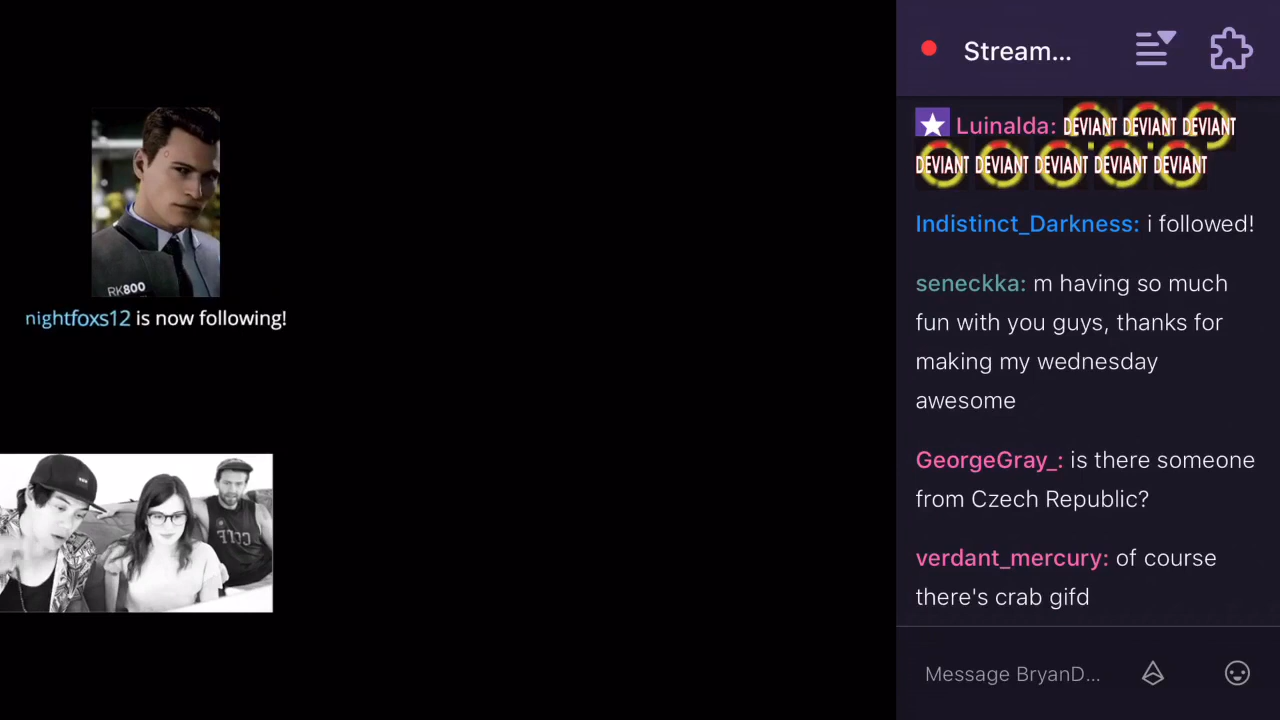 Stream...
Luinalda: DEVIANT DEVIANT DEVIANT
DEVIANT DEVIANT DEVIANT DEVIANT DEVIANT
Indistinct_Darkness: i followed!
seneckka: m having so much
fun with you guys, thanks for
making my wednesday
awesome
GeorgeGray_: is there someone
from Czech Republic?
verdant_mercury: of course
there's crab gifd
Message BryanD...
RK800
nightfoxs12 is now following!